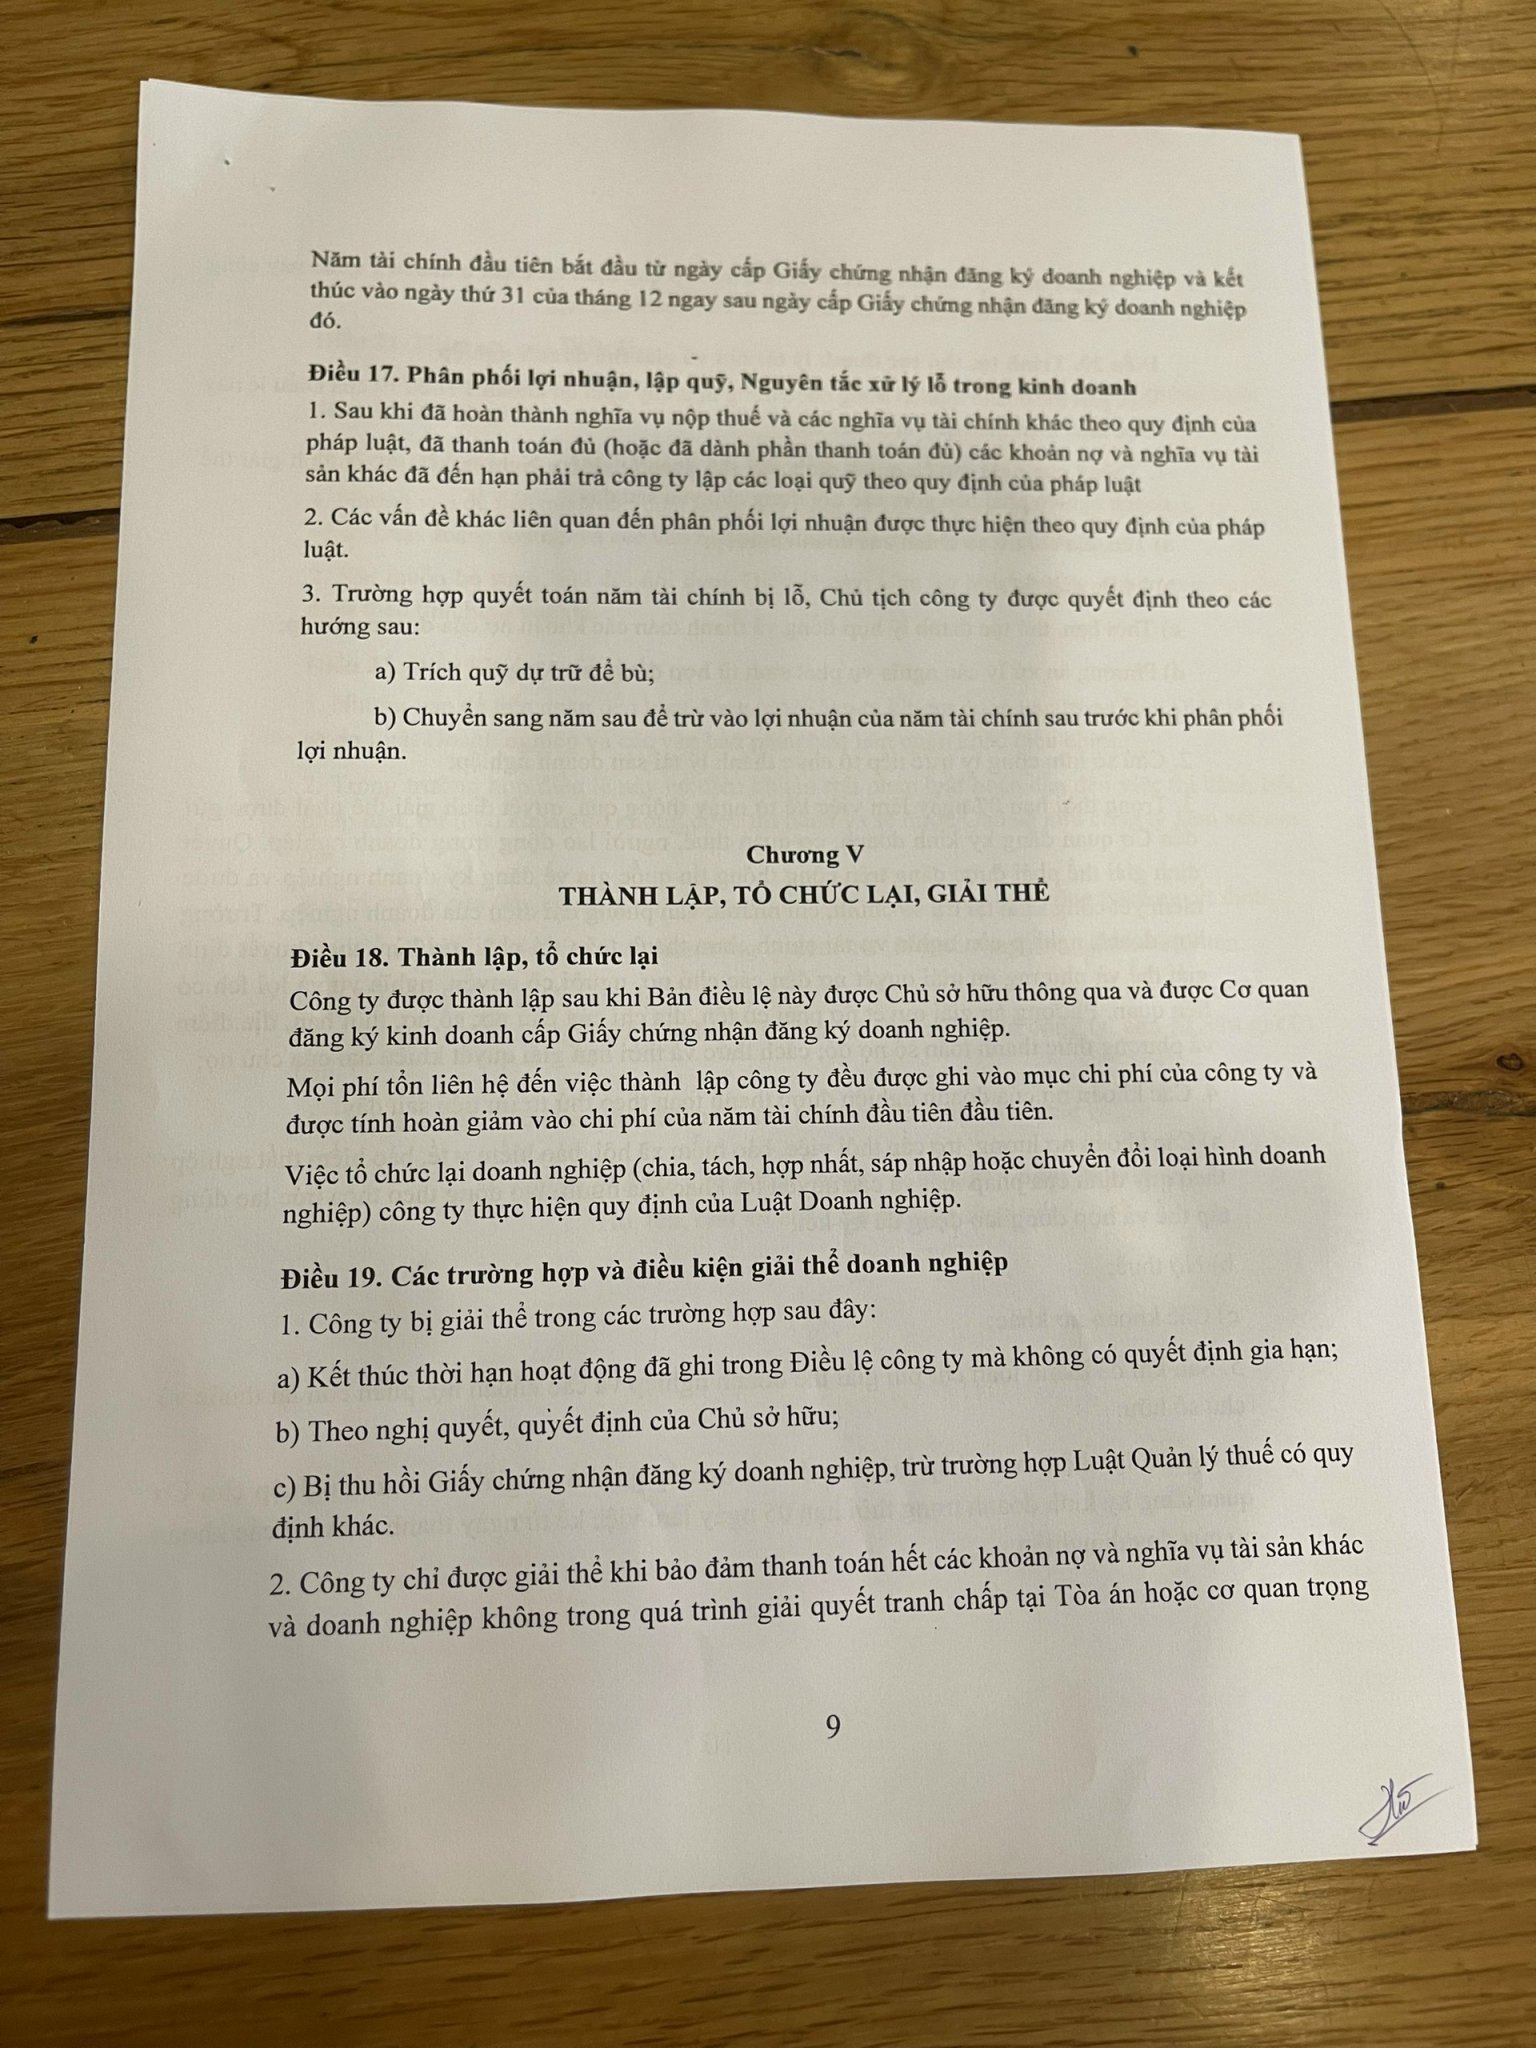 Năm tài chính đầu tiên bắt đầu từ ngày cấp Giấy chứng nhận đăng ký doanh nghiệp và kết
thúc vào ngày thứ 31 của tháng 12 ngay sau ngày cấp Giấy chứng nhận đăng ký doanh nghiệp
đó.
Điều 17. Phân phối lợi nhuận, lập quỹ, Nguyên tắc xử lý lỗ trong kinh doanh
1. Sau khi đã hoàn thành nghĩa vụ nộp thuế và các nghĩa vụ tài chính khác theo quy định của
pháp luật, đã thanh toán đủ (hoặc đã dành phần thanh toán đủ) các khoản nợ và nghĩa vụ tài
sản khác đã đến hạn phải trả công ty lập các loại quỹ theo quy định của pháp luật
2. Các vấn đề khác liên quan đến phân phối lợi nhuận được thực hiện theo quy định của pháp
luật.
3. Trường hợp quyết toán năm tài chính bị lỗ, Chủ tịch công ty được quyết định theo các
hướng sau:
a) Trích quỹ dự trữ để bù;
b) Chuyển sang năm sau để trừ vào lợi nhuận của năm tài chính sau trước khi phân phối
lợi nhuận.
Chương V
THÀNH LẬP, TỔ CHỨC LẠI, GIẢI THỂ
Điều 18. Thành lập, tổ chức lại
Công ty được thành lập sau khi Bản điều lệ này được Chủ sở hữu thông qua và được Cơ quan
đăng ký kinh doanh cấp Giấy chứng nhận đăng ký doanh nghiệp.
Mọi phí tổn liên hệ đến việc thành lập công ty đều được ghi vào mục chi phí của công ty và
được tính hoàn giảm vào chi phí của năm tài chính đầu tiên đầu tiên.
Việc tổ chức lại doanh nghiệp (chia, tách, hợp nhất, sáp nhập hoặc chuyển đổi loại hình doanh
nghiệp) công ty thực hiện quy định của Luật Doanh nghiệp.
Điều 19. Các trường hợp và điều kiện giải thể doanh nghiệp
1. Công ty bị giải thể trong các trường hợp sau đây:
a) Kết thúc thời hạn hoạt động đã ghi trong Điều lệ công ty mà không có quyết định gia hạn;
b) Theo nghị quyết, quyết định của Chủ sở hữu;
c) Bị thu hồi Giấy chứng nhận đăng ký doanh nghiệp, trừ trường hợp Luật Quản lý thuế có quy
định khác.
2. Công ty chỉ được giải thể khi bảo đảm thanh toán hết các khoản nợ và nghĩa vụ tài sản khác
và doanh nghiệp không trong quá trình giải quyết tranh chấp tại Tòa án hoặc cơ quan trọng
9